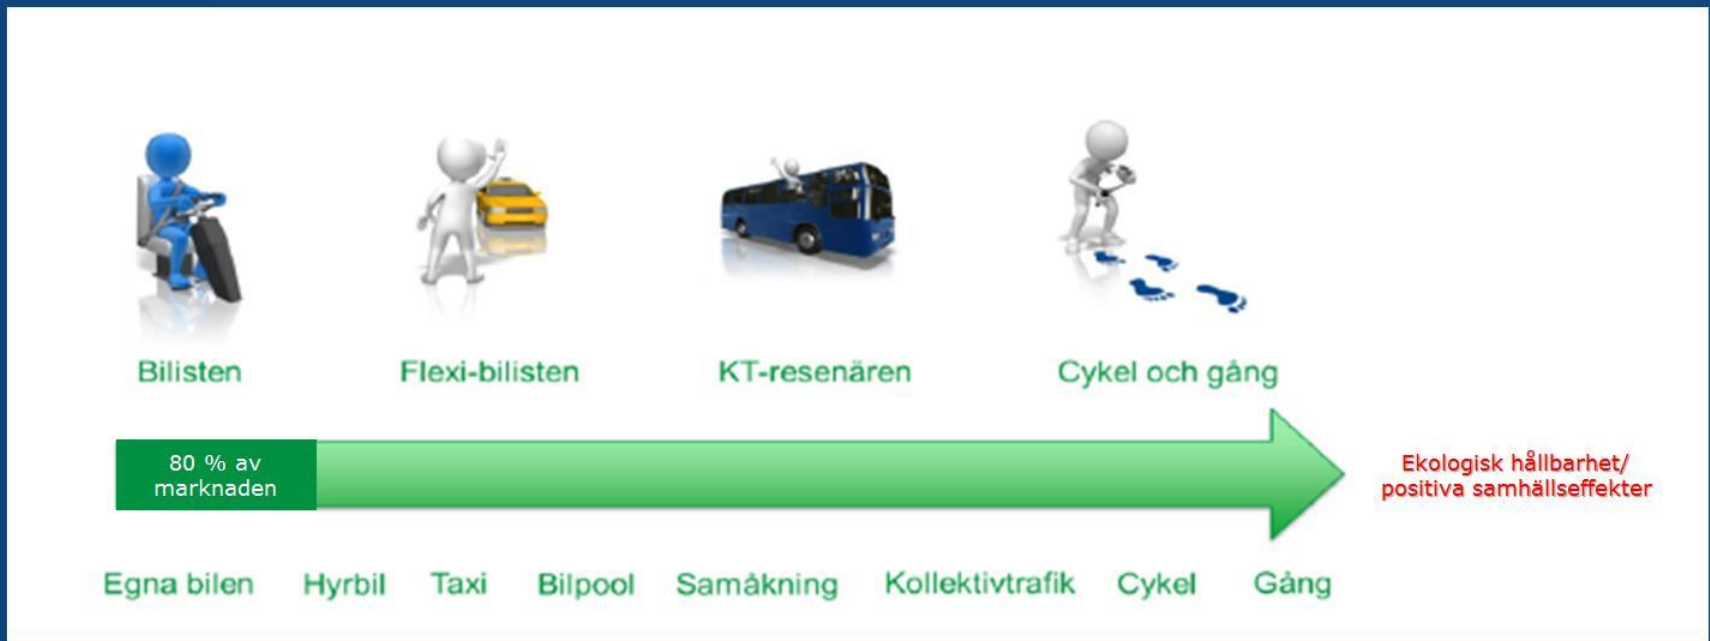 Bilisten
Flexi-bilisten
KT-resenären
Cykel och gång
80 % av
marknaden
Ekologisk hållbarhet/
positiva samhällseffekter
Egna bilen
Hyrbil
Taxi
Bilpool
Samåkning
Kollektivtrafik
Cykel
Gång